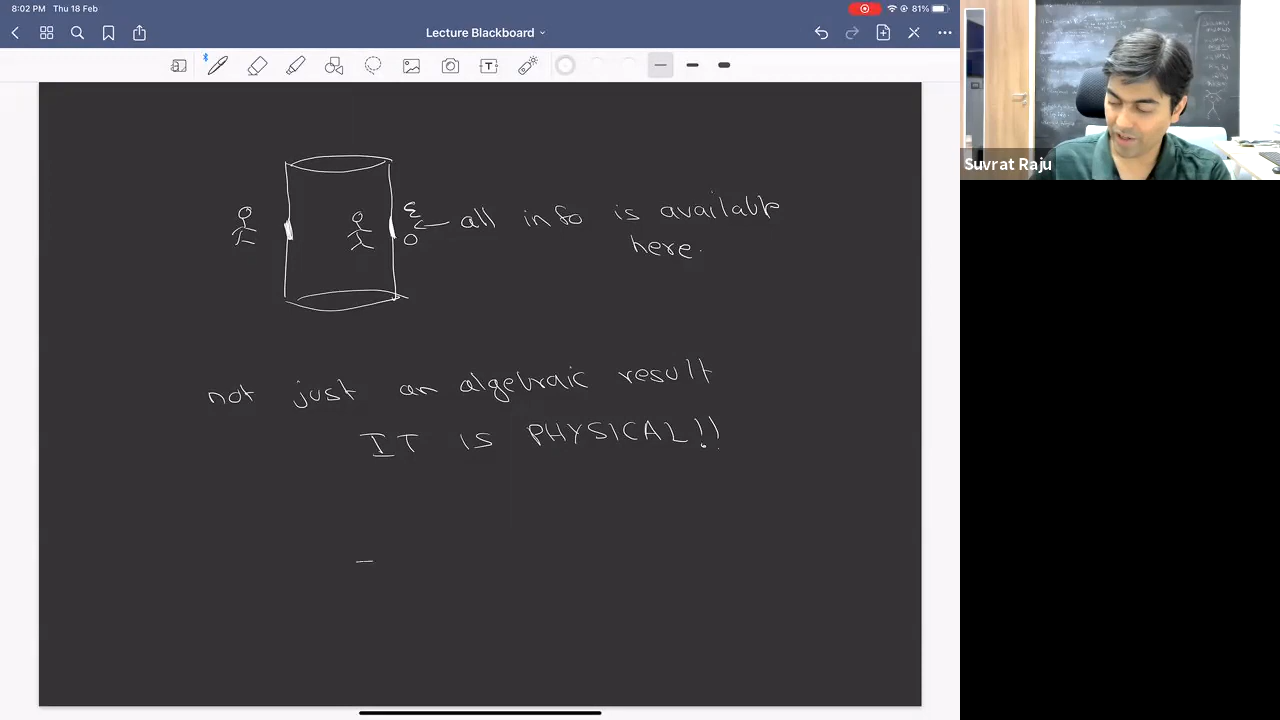 8:02 PM Thu 18 Feb
81%
Lecture Blackboard
T
Suvrat Raju
all info is available
here.
not just an algebraic result
IT IS PHYSICAL!!